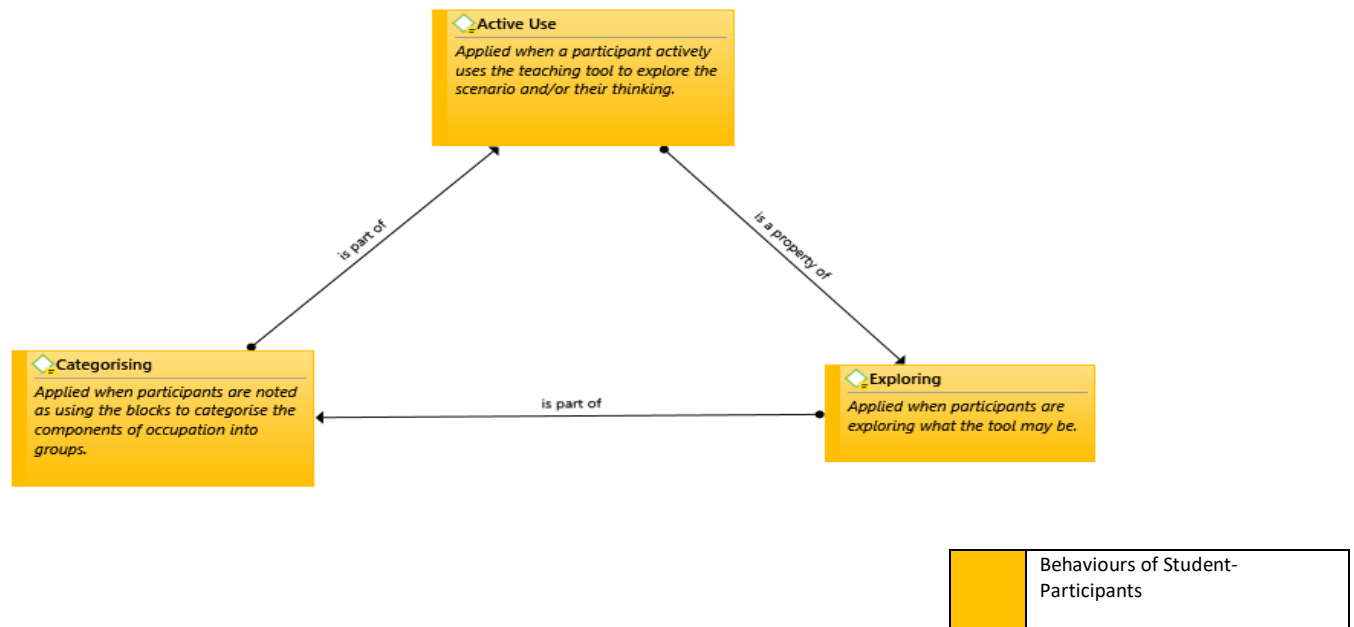 Active Use
Applied when a participant actively
uses the teaching tool to explore the
scenario and/or their thinking.
is part of
is a property of
Categorising
Applied when participants are noted
as using the blocks to categorise the
components of occupation into
groups.
is part of
Exploring
Applied when participants are
exploring what the tool may be.
Behaviours of Student-
Participants